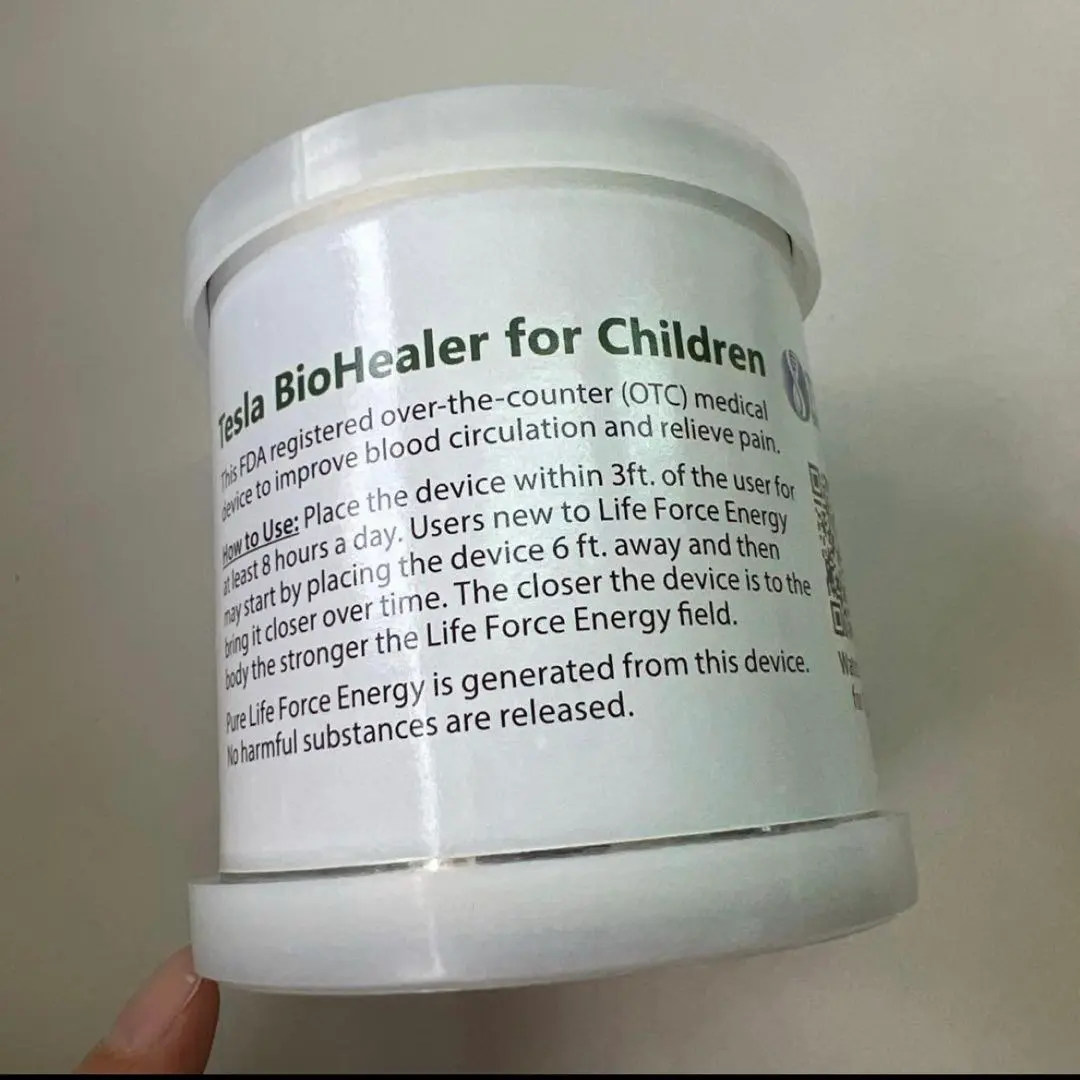 Tesla BioHealer for Children
This FDA registered over-the-counter (OTC) medical
device to improve blood circulation and relieve pain.
How to Use: Place the device within 3ft. of the user for
at least 8 hours a day. Users new to Life Force Energy
may start by placing the device 6 ft. away and then
bring it closer over time. The closer the device is to the
body the stronger the Life Force Energy field.
Pure Life Force Energy is generated from this device.
No harmful substances are released.